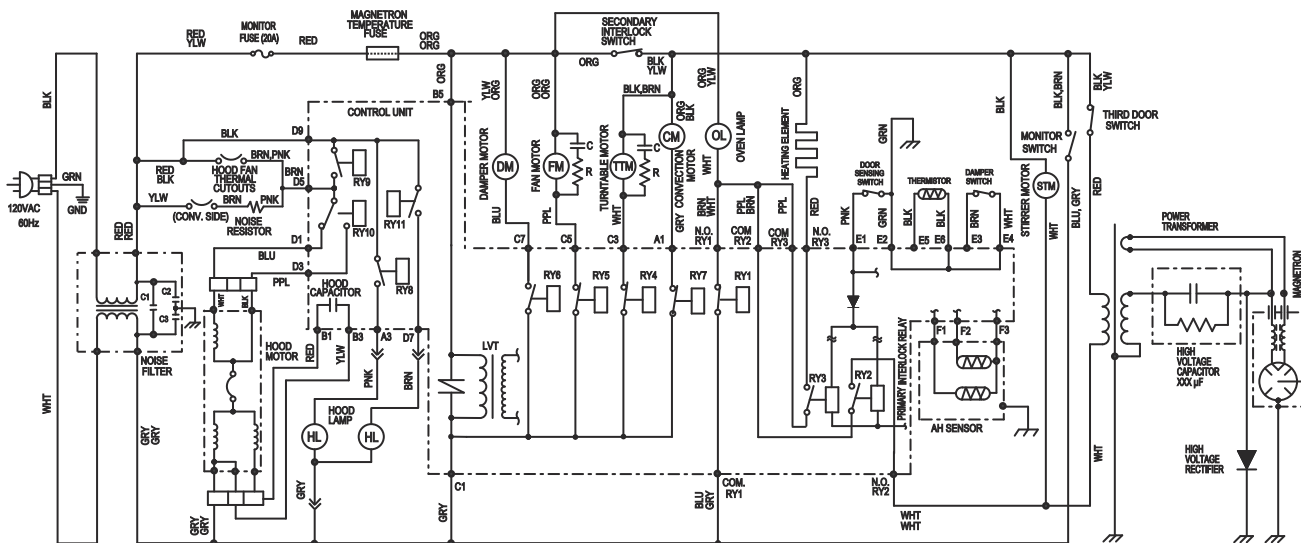 RED
YLW
MONITOR
FUSE (20A)
RED
MAGNETRON
TEMPERATURE
FUSE
ORG
ORG
SECONDARY
INTERLOCK
SWITCH
ORG
BLK
YLW
BLK
120VAC
60Hz
GRN
GND
WHT
BLK
RED
BLK
BRN,PNK
HOOD FAN
THERMAL
CUTOUTS
YLW
BRN
PNK
(CONV. SIDE)
NOISE
RESISTOR
BRN
D5
D9
CONTROL UNIT
B5
ORG
RY9
RY10
RY11
RY8
D1
BLU
D3
PPL
HOOD
CAPACITOR
RED
RED
C1
C2
C3
NOISE
FILTER
WHT
BLK
HOOD
MOTOR
GRY
GRY
GRY
GRY
B1
B3
A3
D7
RED
YLW
PNK
BRN
HOOD
LAMP
HL
HL
GRY
LVT
C1
GRY
YLW
ORG
DAMPER MOTOR
DM
BLU
ORG
ORG
FAN MOTOR
FM
C
R
PPL
BLK,BRN
TURNTABLE MOTOR
TTM
C
R
WHT
ORG
BLK
CM
CONVECTION
MOTOR
GRY
ORG
YLW
OL
OVEN LAMP
WHT
BRN
WHT
PPL
BRN
PPL
ORG
HEATING ELEMENT
RED
C7
C5
C3
A1
N.O.
RY1
COM
RY2
COM
RY3
N.O.
RY3
RY6
RY5
RY4
RY7
RY1
DOOR
SENSING
SWITCH
GRN
THERMISTOR
DAMPER
SWITCH
PNK
GRN
BLK
BLK
BRN
WHT
E1
E2
E5
E6
E3
E4
RY3
RY2
PRIMARY INTERLOCK RELAY
F1
F2
F3
AH SENSOR
COM.
RY1
BLU
GRY
N.O.
RY2
WHT
WHT
BLK
STIRRER MOTOR
STM
WHT
BLK,BRN
MONITOR
SWITCH
BLU, GRY
BLK
YLW
THIRD DOOR
SWITCH
RED
WHT
POWER
TRANSFORMER
HIGH
VOLTAGE
CAPACITOR
XXX µF
MAGNETRON
HIGH
VOLTAGE
RECTIFIER